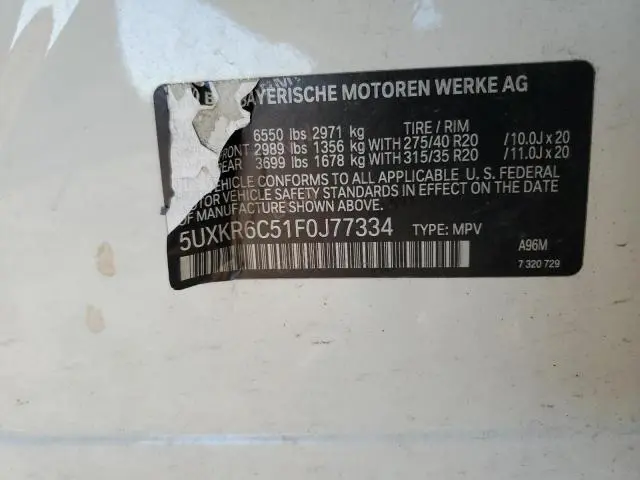 BAYERISCHE MOTOREN WERKE AG
6550 lbs 2971 kg TIRE / RIM
2989 lbs 1356 kg WITH 275/40 R20 /10.0J x 20
3699 lbs 1678 kg WITH 315/35 R20 /11.0J x 20
VEHICLE CONFORMS TO ALL APPLICABLE U. S. FEDERAL
MOTOR VEHICLE SAFETY STANDARDS IN EFFECT ON THE DATE
OF MANUFACTURE SHOWN ABOVE.
5UXKR6C51F0J77334 TYPE: MPV
A96M
7 320 729